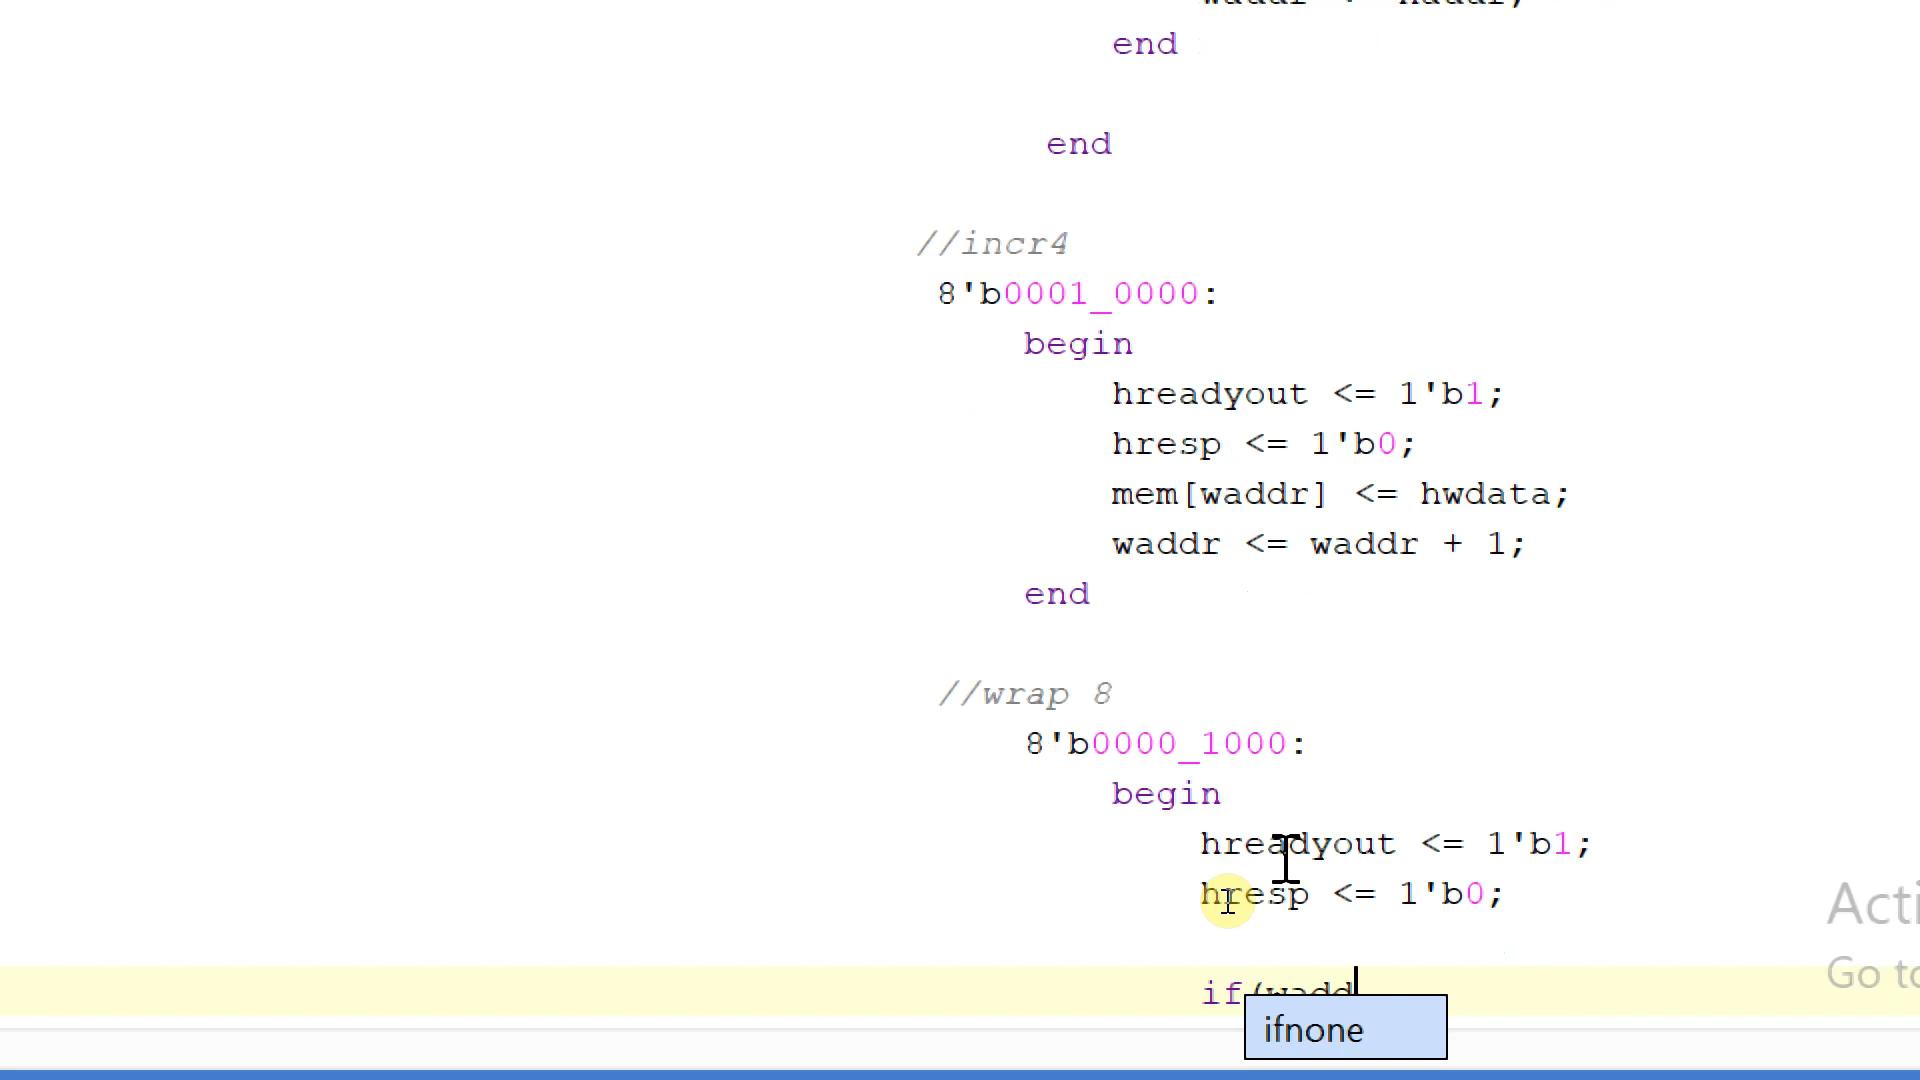 end
end
//incr4
8'b0001_0000:
begin
hreadyout <= 1'b1;
hresp <= 1'b0;
mem[waddr] <= hwdata;
waddr <= waddr + 1;
end
//wrap 8
8'b0000_1000:
begin
hreadyout <= 1'b1;
hresp <= 1'b0;
if(wadd
ifnone
Acti
Go to